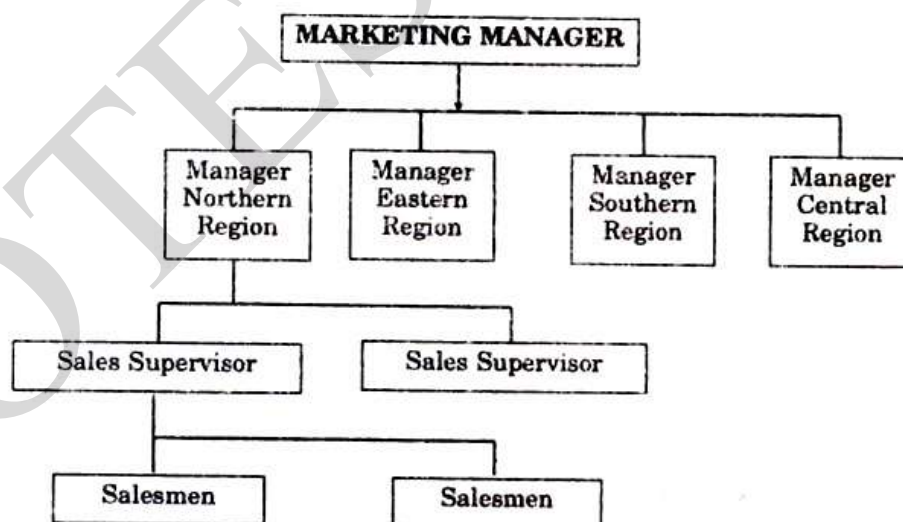 MARKETING MANAGER
Manager
Northern
Region
Manager
Eastern
Region
Manager
Southern
Region
Manager
Central
Region
Sales Supervisor
Sales Supervisor
Salesmen
Salesmen